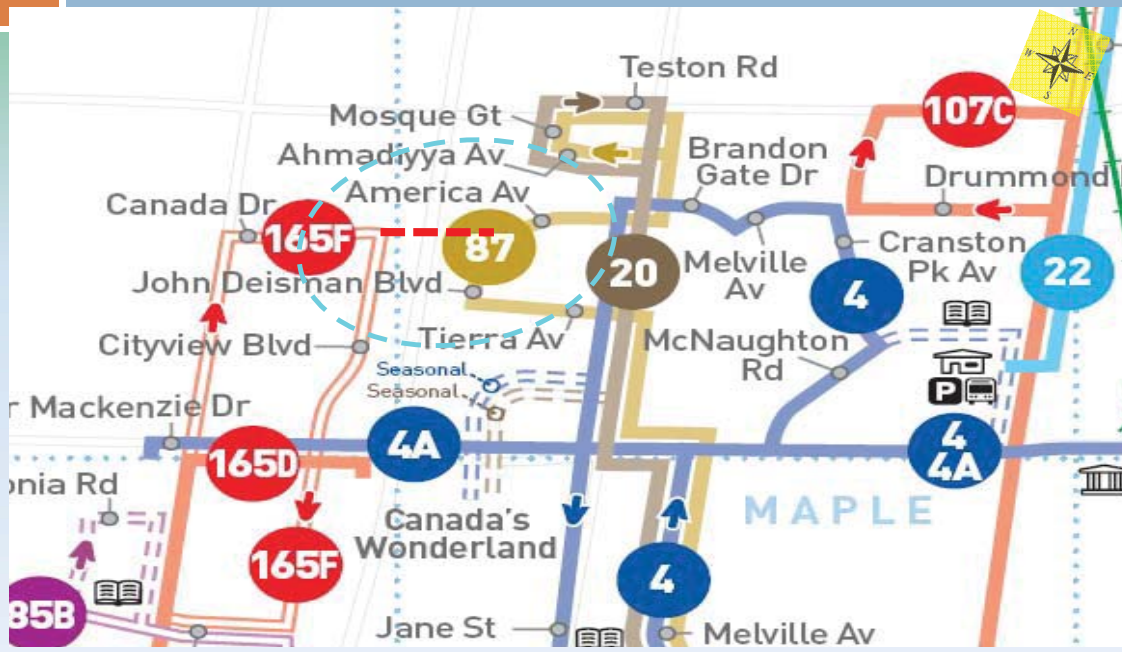 N
W
E
S
Teston Rd
107C
Mosque Gt
Ahmadiyya Av
Brandon
Gate Dr
America Av
Drummond
Canada Dr
165F
87
20
Melville
Av
Cranston
Pk Av
22
4
John Deisman Blvd
Cityview Blvd
Tierra Av
McNaughton
Rd
Seasonal
Seasonal
P
r Mackenzie Dr
4A
4
4A
165D
onia Rd
MAPLE
Canada's
Wonderland
165F
4
85B
Jane St
Melville Av